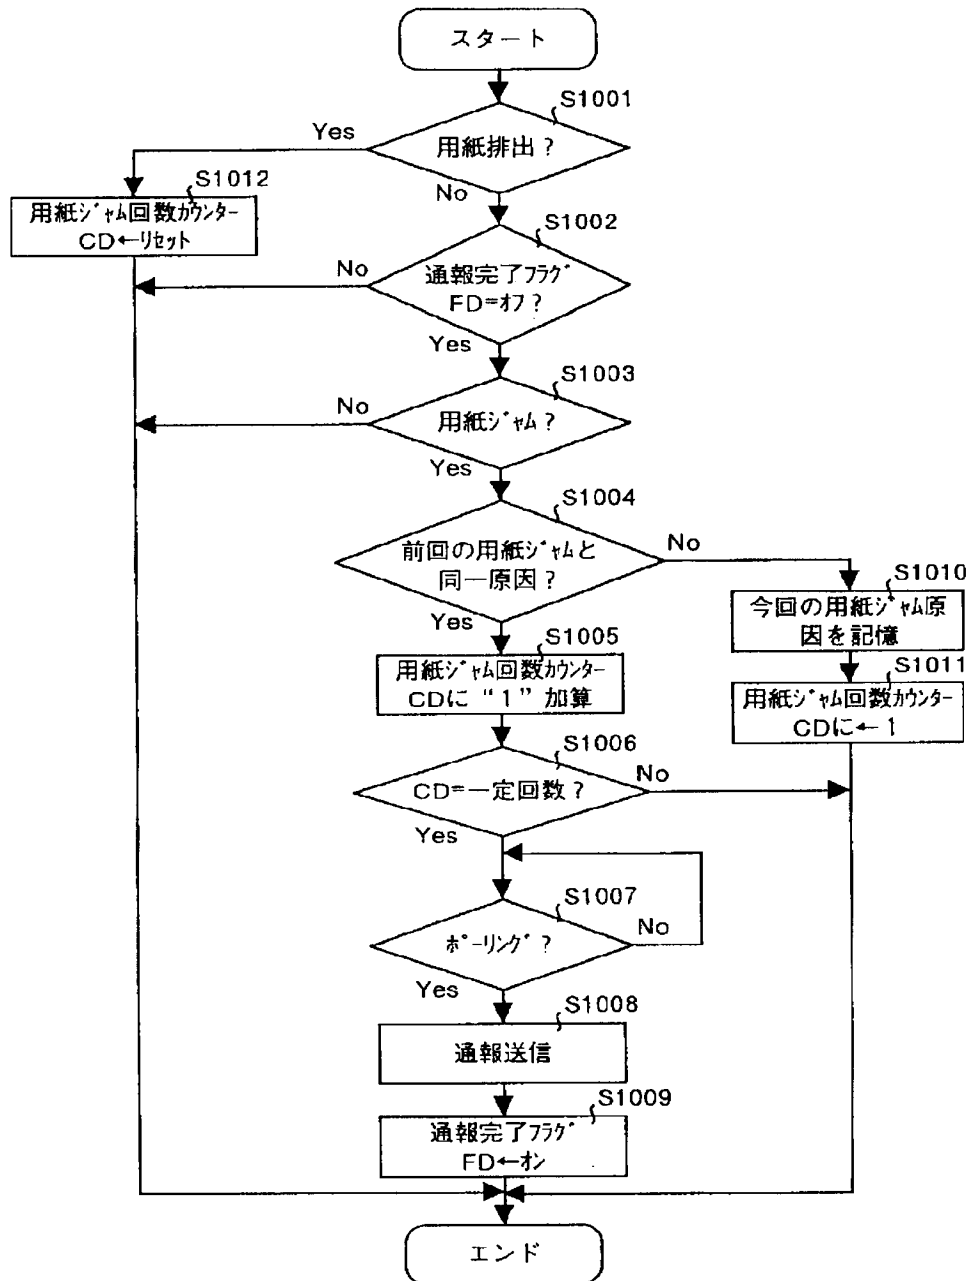 スタート
S1001
用紙排出？
Yes
No
S1012
用紙ｼﾞｬﾑ回数ｶｳﾝﾀｰ
CD←ﾘｾｯﾄ
S1002
通報完了ﾌﾗｸﾞ
FD=ｵﾌ？
No
Yes
S1003
用紙ｼﾞｬﾑ？
No
Yes
S1004
前回の用紙ｼﾞｬﾑと
同一原因？
No
Yes
S1010
今回の用紙ｼﾞｬﾑ原
因を記憶
S1005
用紙ｼﾞｬﾑ回数ｶｳﾝﾀｰ
CDに“1”加算
S1011
用紙ｼﾞｬﾑ回数ｶｳﾝﾀｰ
CDに←1
S1006
CD=一定回数？
No
Yes
S1007
ﾎﾟｰﾘﾝｸﾞ？
No
Yes
S1008
通報送信
S1009
通報完了ﾌﾗｸﾞ
FD←ｵﾝ
エンド